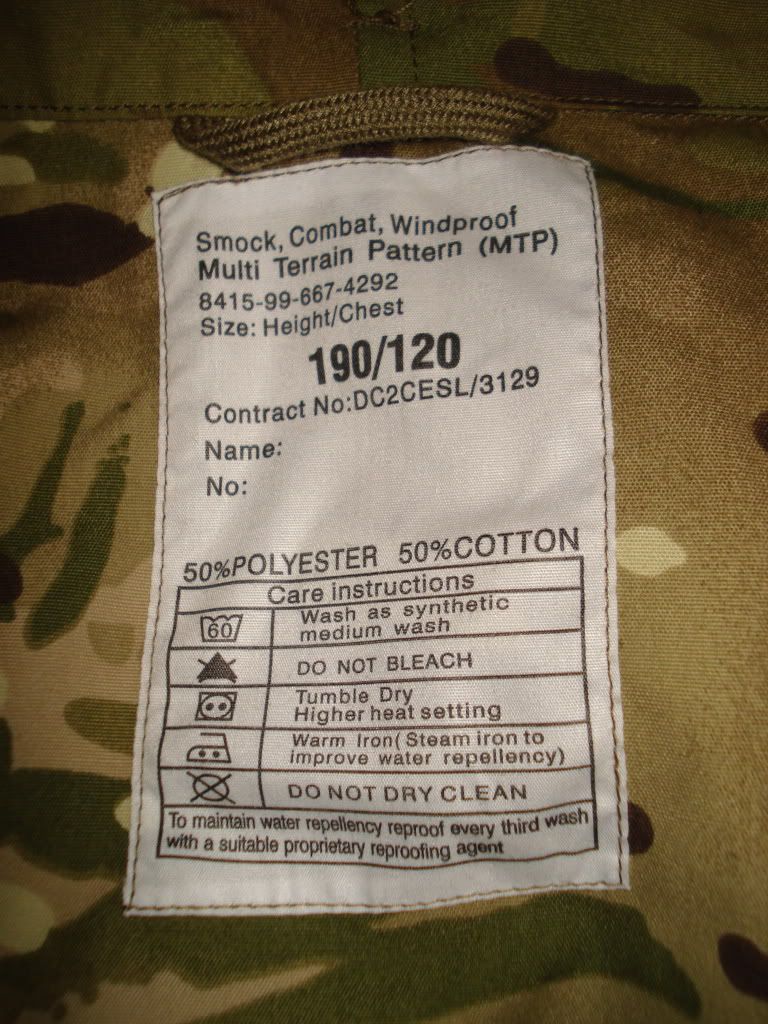 Smock, Combat, Windproof
Multi Terrain Pattern (MTP)
8415-99-667-4292
Size: Height/Chest
190/120
Contract No:DC2CESL/3129
Name:
No:
50%POLYESTER 50%COTTON
Care instructions
60
Wash as synthetic
medium wash
DO NOT BLEACH
Tumble Dry
Higher heat setting
Warm Iron(Steam iron to
improve water repellency)
DO NOT DRY CLEAN
To maintain water repellency reproof every third wash
with a suitable proprietary reproofing agent